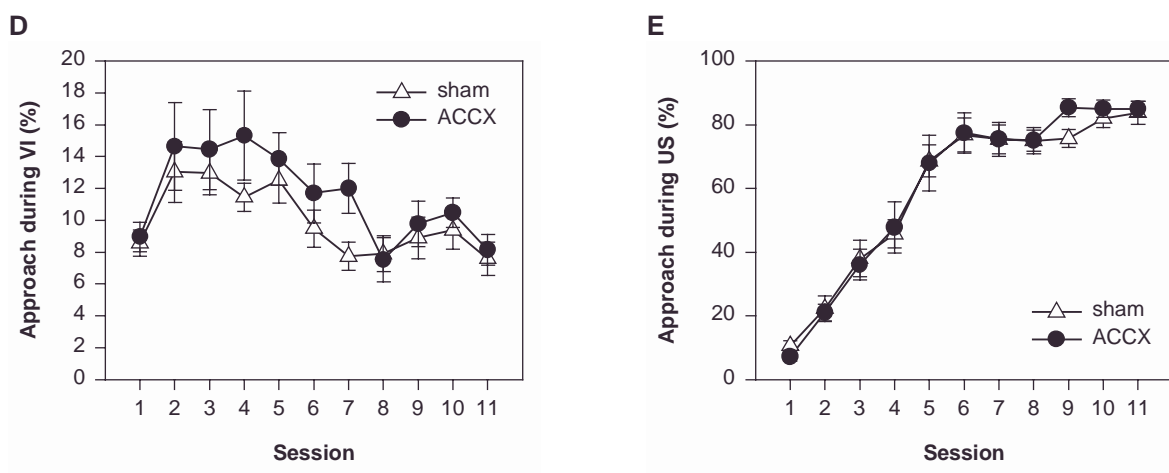 D
Approach during VI (%)
20
18
16
14
12
10
8
6
4
2
0
sham
ACCX
1 2 3 4 5 6 7 8 9 10 11
Session
E
Approach during US (%)
100
80
60
40
20
0
sham
ACCX
1 2 3 4 5 6 7 8 9 10 11
Session